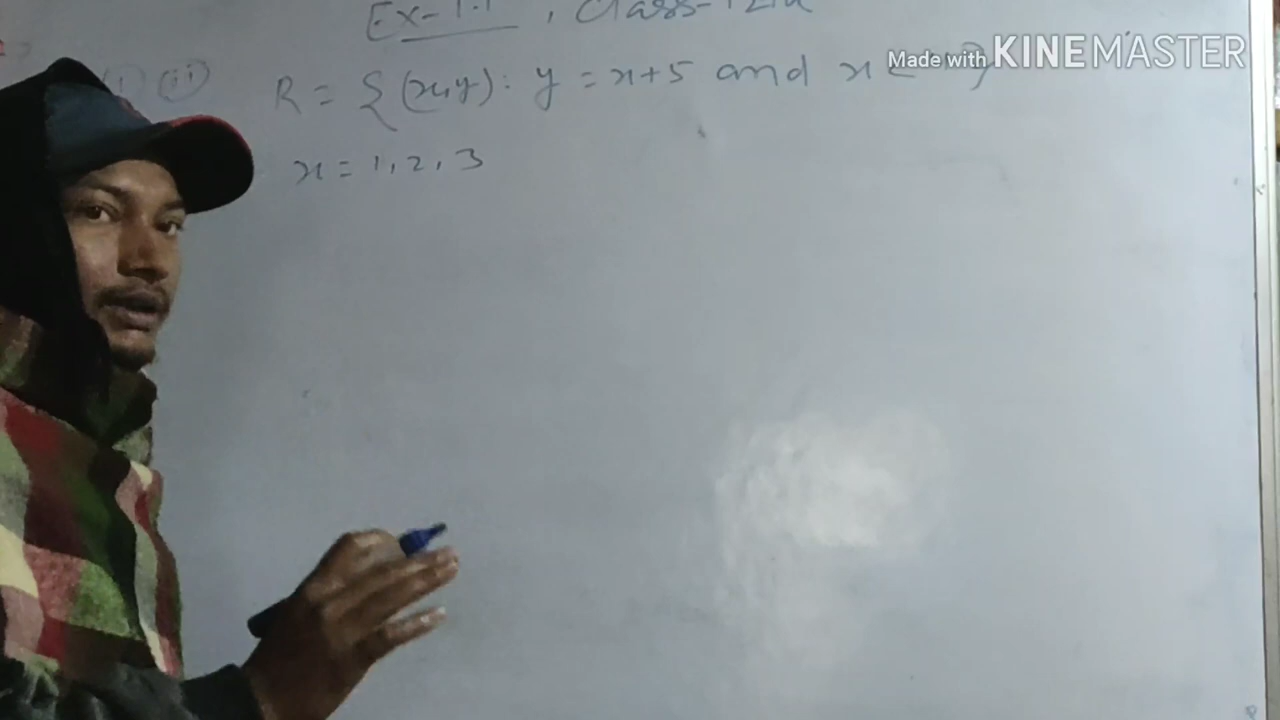 Ex-1.1, Class-12th
Made with KINEMASTER
(i) (ii) R = {(x,y): y = x+5 and x <
x = 1, 2, 3